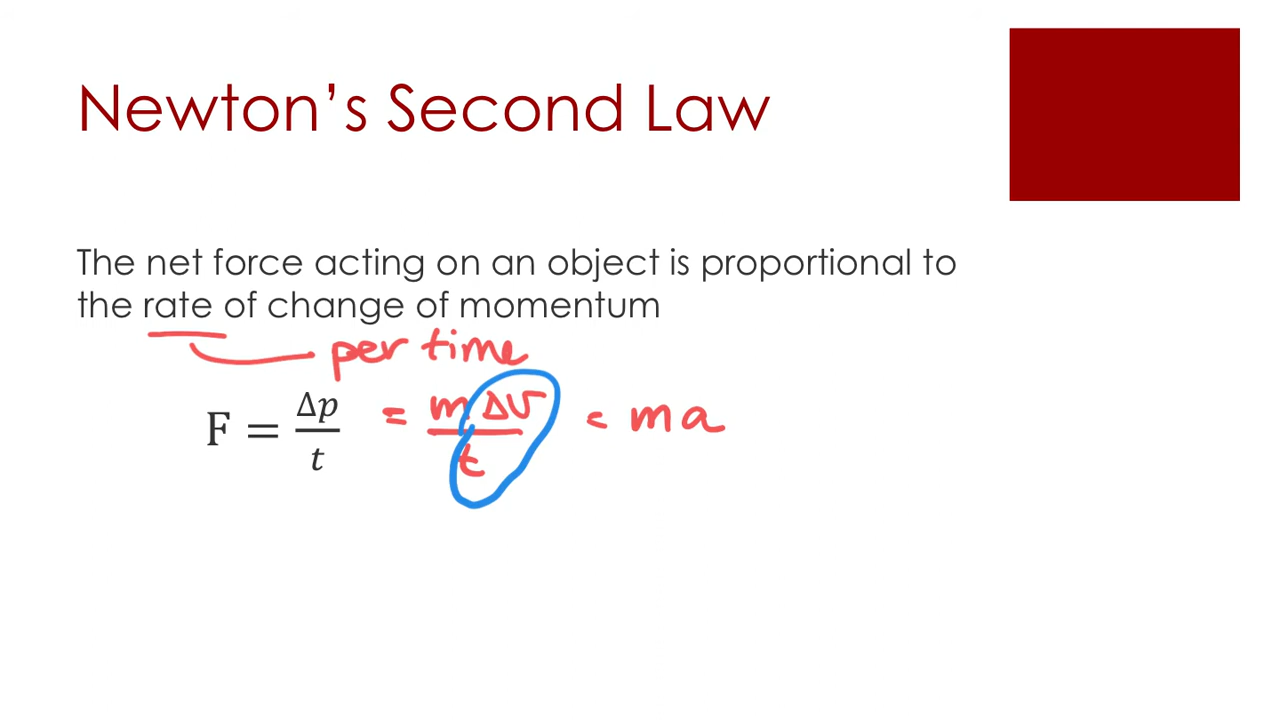 Newton’s Second Law
The net force acting on an object is proportional to
the rate of change of momentum
per time
F = Δp/t = mΔv/t = ma